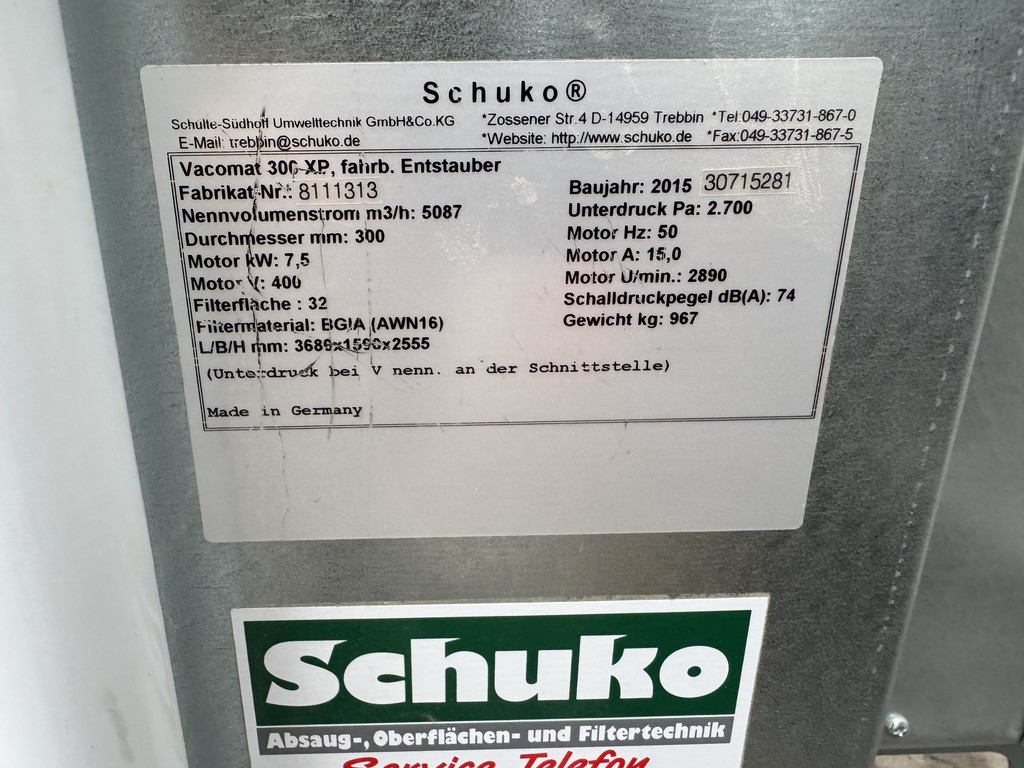 Schuko®
Schulte-Südhoff Umwelttechnik GmbH&Co.KG *Zossener Str.4 D-14959 Trebbin *Tel:049-33731-867-0
E-Mail: trebbin@schuko.de *Website: http://www.schuko.de *Fax:049-33731-867-5
Vacomat 300-XP, fahrb. Entstauber
Fabrikat-Nr.: 8111313 Baujahr: 2015 30715281
Nennvolumenstrom m3/h: 5087 Unterdruck Pa: 2.700
Durchmesser mm: 300 Motor Hz: 50
Motor kW: 7,5 Motor A: 15,0
Motor V: 400 Motor U/min.: 2890
Filterfläche : 32 Schalldruckpegel dB(A): 74
Filtermaterial: BGIA (AWN16) Gewicht kg: 967
L/B/H mm: 3689x1590x2555
(Unterdruck bei V nenn. an der Schnittstelle)
Made in Germany
Schuko
Absaug-, Oberflächen- und Filtertechnik
Service Telefon